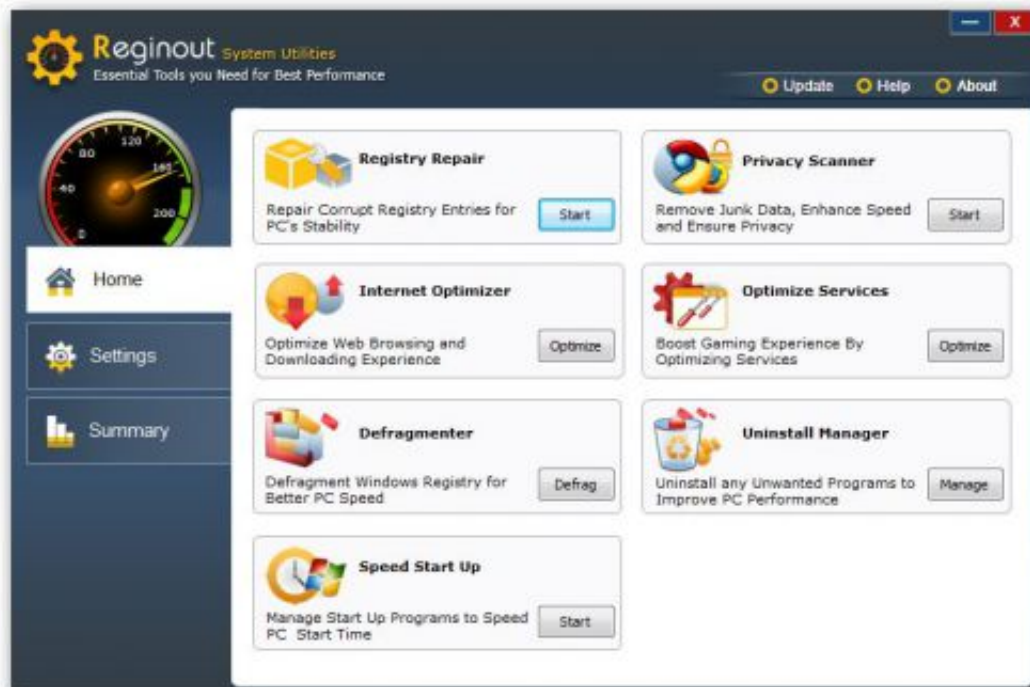 Reginout System Utilities
Essential Tools you Need for Best Performance
X
Update
Help
About
0
40
80
120
160
200
Home
Settings
Summary
Registry Repair
Repair Corrupt Registry Entries for
PC's Stability
Start
Privacy Scanner
Remove Junk Data, Enhance Speed
and Ensure Privacy
Start
Internet Optimizer
Optimize Web Browsing and
Downloading Experience
Optimize
Optimize Services
Boost Gaming Experience By
Optimizing Services
Optimize
Defragmenter
Defragment Windows Registry for
Better PC Speed
Defrag
Uninstall Manager
Uninstall any Unwanted Programs to
Improve PC Performance
Manage
Speed Start Up
Manage Start Up Programs to Speed
PC Start Time
Start